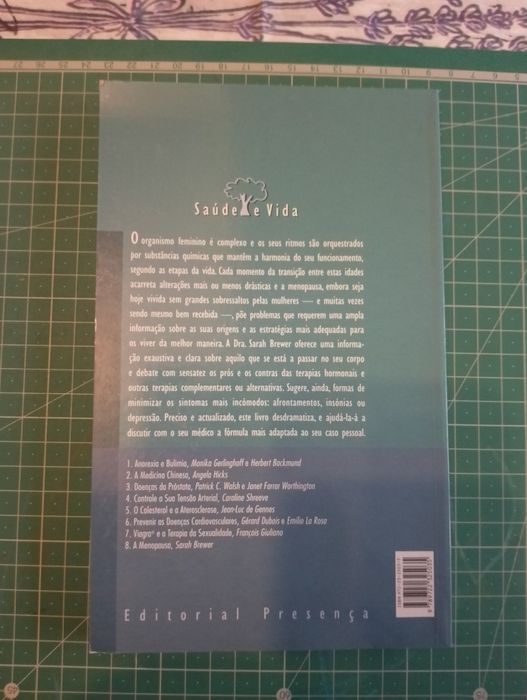 Saúde e Vida
O organismo feminino é complexo e os seus ritmos são orquestrados
por substâncias químicas que mantêm a harmonia do seu funcionamento,
segundo as etapas da vida. Cada momento da transição entre estas idades
acarreta alterações mais ou menos drásticas e a menopausa, embora seja
hoje vivida sem grandes sobressaltos pelas mulheres — e muitas vezes
sendo mesmo bem recebida —, põe problemas que requerem uma ampla
informação sobre as suas origens e as estratégias mais adequadas para
os viver da melhor maneira. A Dra. Sarah Brewer oferece uma informa-
ção exaustiva e clara sobre aquilo que se está a passar no seu corpo
e debate com sensatez os prós e os contras das terapias hormonais e
outras terapias complementares ou alternativas. Sugere, ainda, formas de
minimizar os sintomas mais incómodos: afrontamentos, insónias ou
depressão. Preciso e actualizado, este livro desdramatiza, e ajudá-la-á a
discutir com o seu médico a fórmula mais adaptada ao seu caso pessoal.
1. Anorexia e Bulimia, Monika Gerlinghoff e Herbert Backmund
2. A Medicina Chinesa, Angela Hicks
3. Doenças da Próstata, Patrick C. Walsh e Janet Farrar Worthington
4. Controle a Sua Tensão Arterial, Caroline Shreeve
5. O Colesterol e a Aterosclerose, Jean-Luc de Gennes
6. Prevenir as Doenças Cardiovasculares, Gérard Dubois e Emilio La Rosa
7. Viagra® e a Terapia da Sexualidade, François Giuliano
8. A Menopausa, Sarah Brewer
Editorial Presença